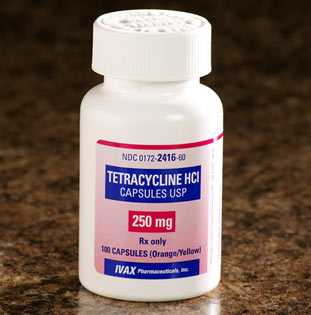 NDC 0172-2416-60
TETRACYCLINE HCl
CAPSULES USP
250 mg
Rx only
100 CAPSULES (Orange/Yellow)
IVAX Pharmaceuticals, Inc.